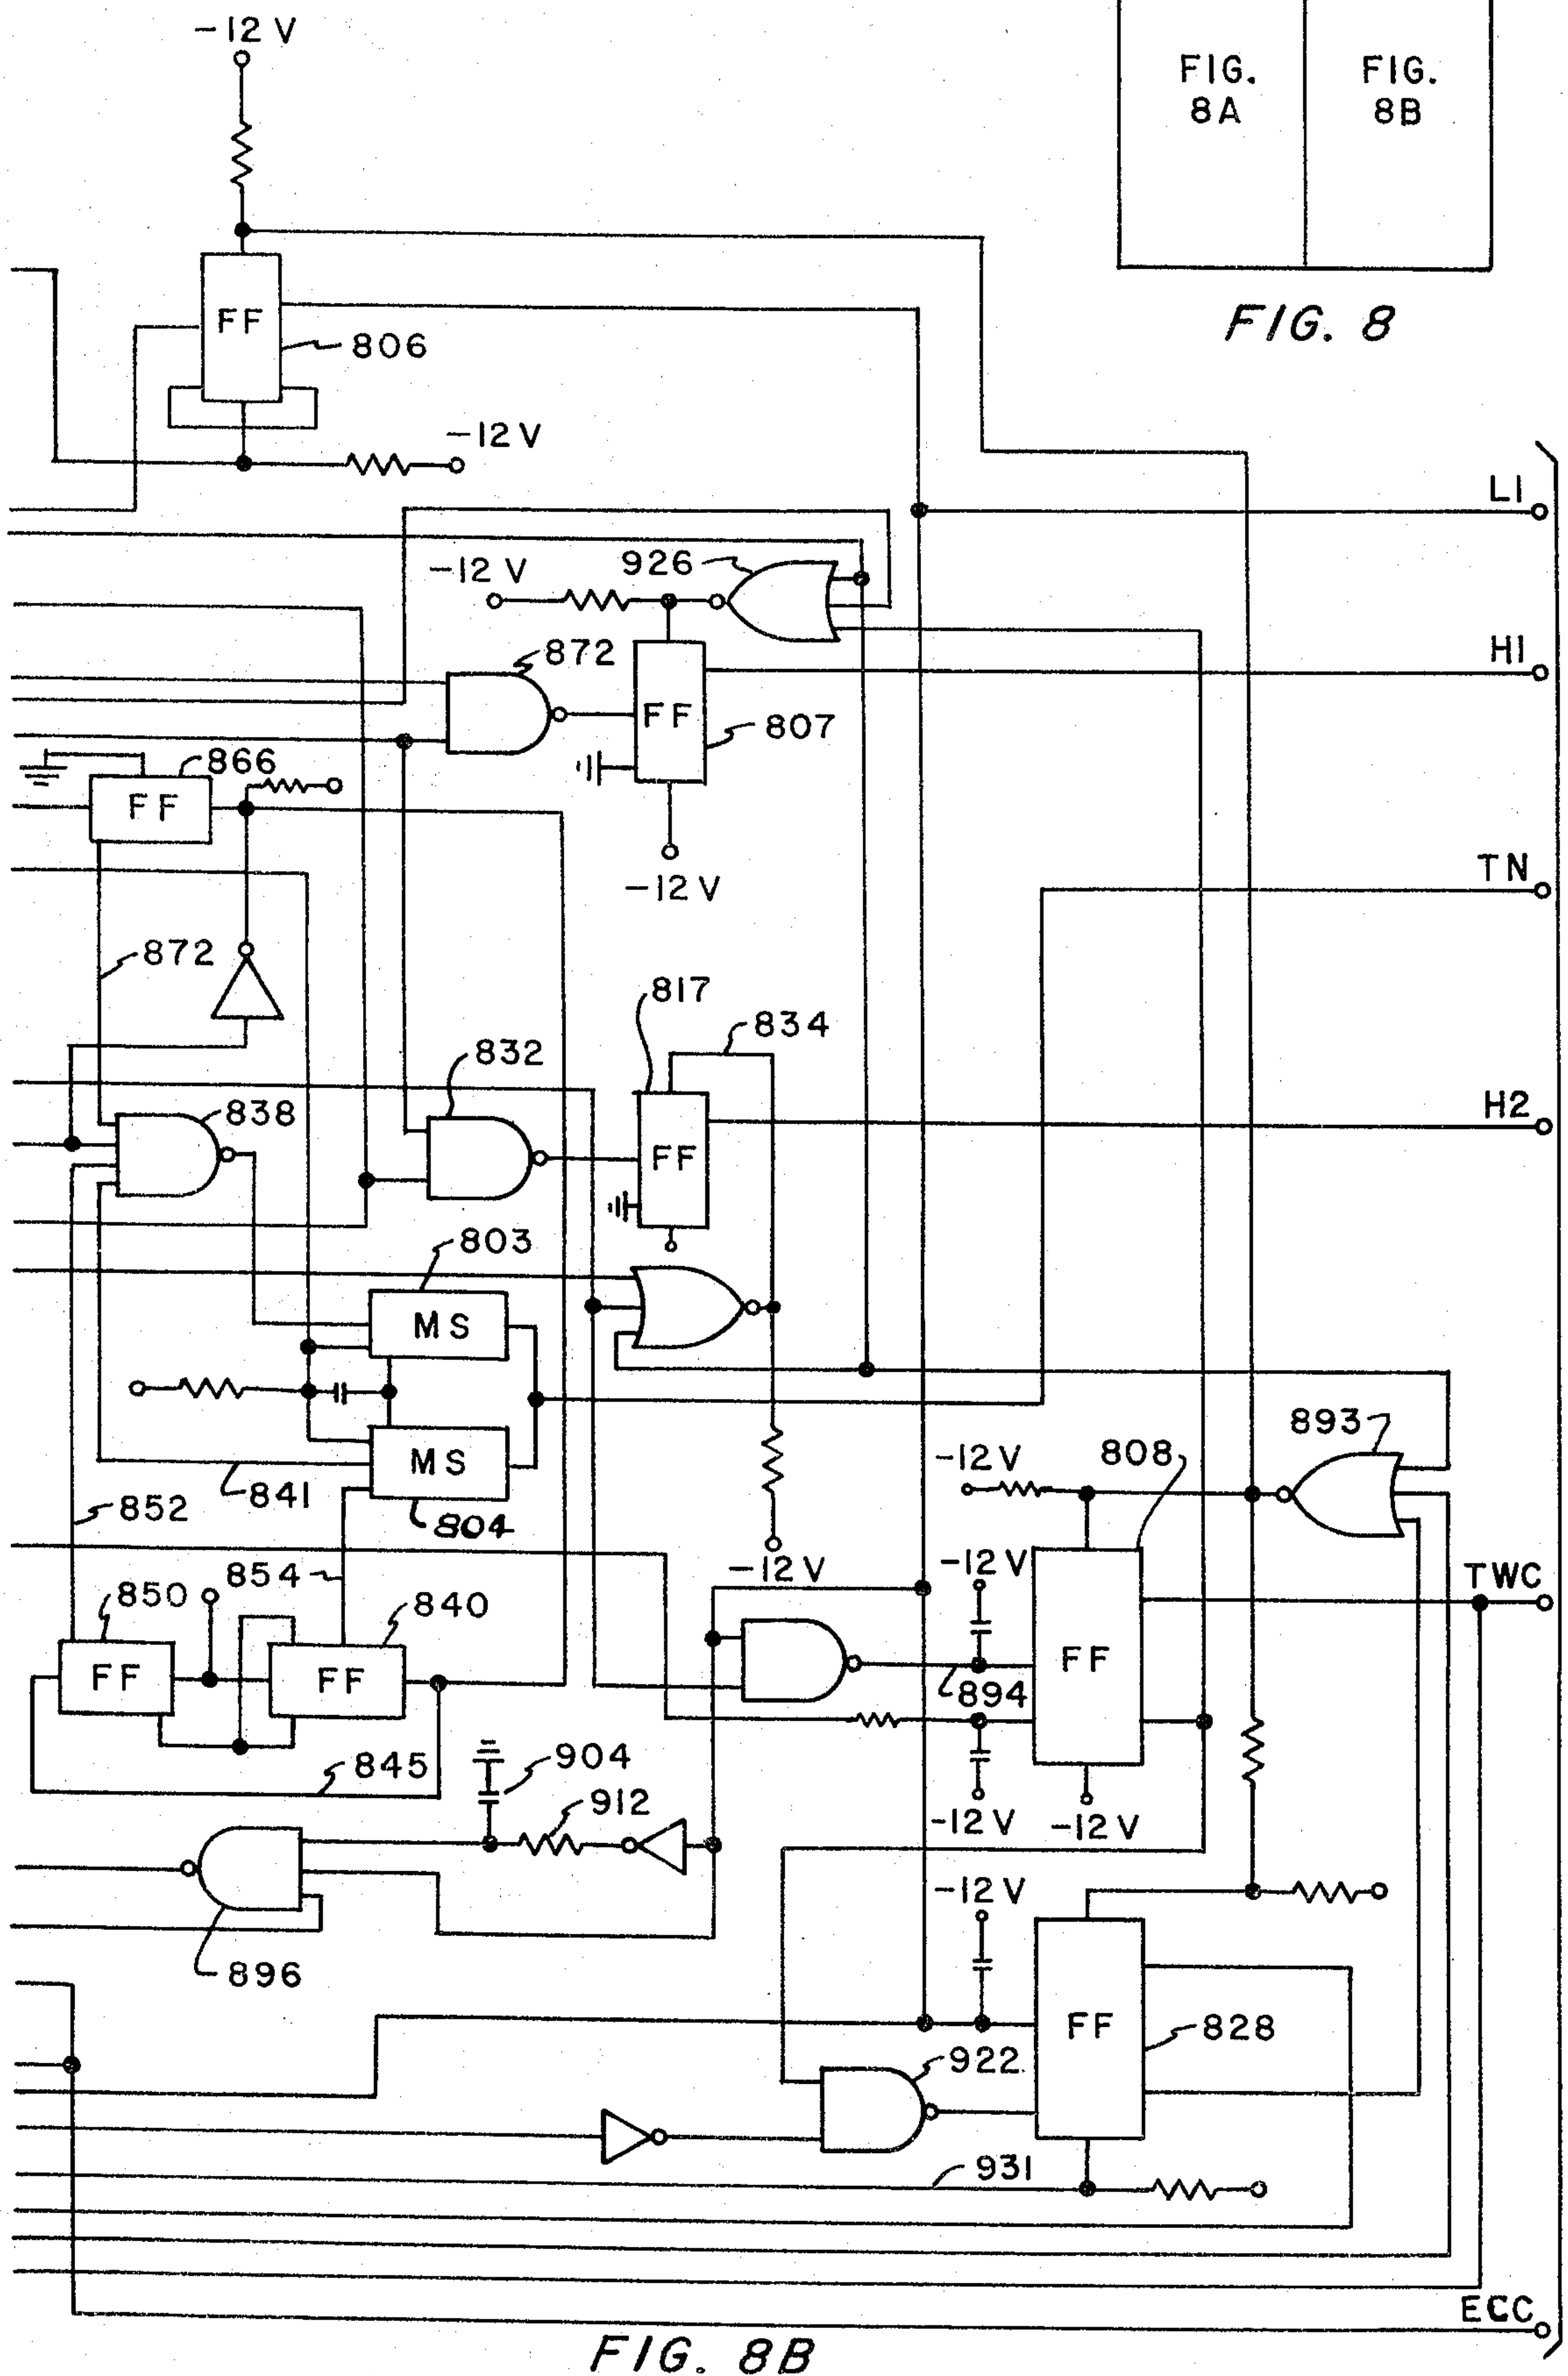 -12 V
FIG. 8A
FIG. 8B
FIG. 8
FF
806
-12 V
L1
926
-12 V
872
H1
FF
807
866
FF
-12 V
TN
872
817
834
832
838
H2
FF
803
MS
893
808
-12 V
MS
841
852
804
-12 V
-12 V
854
TWC
850
840
FF
FF
FF
894
845
904
912
-12 V
-12 V
-12 V
896
FF
828
922
931
ECC
FIG. 8B